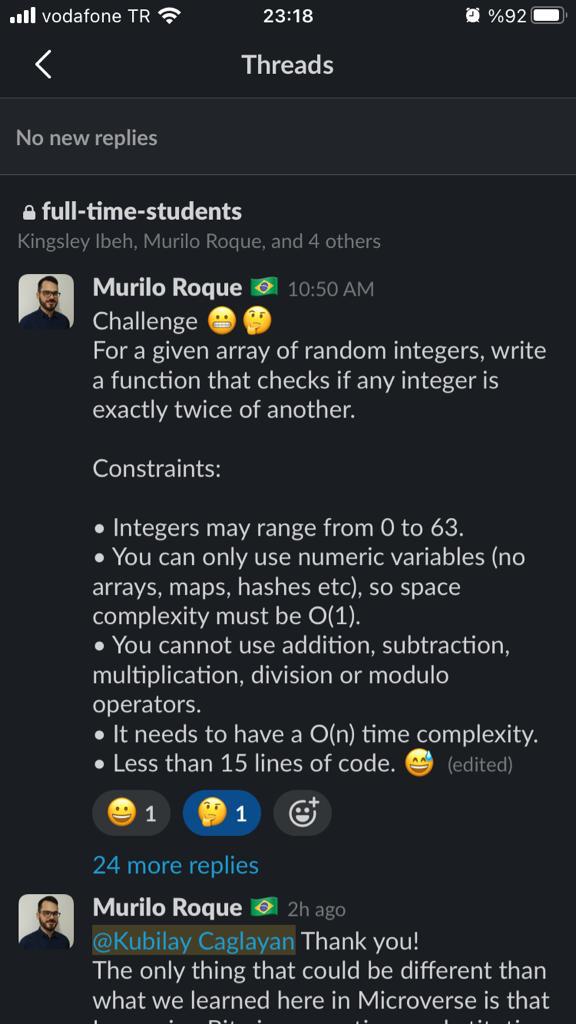 vodafone TR
23:18
%92
Threads
No new replies
full-time-students
Kingsley Ibeh, Murilo Roque, and 4 others
Murilo Roque 🇧🇷 10:50 AM
Challenge 😬🤔
For a given array of random integers, write
a function that checks if any integer is
exactly twice of another.
Constraints:
• Integers may range from 0 to 63.
• You can only use numeric variables (no
arrays, maps, hashes etc), so space
complexity must be O(1).
• You cannot use addition, subtraction,
multiplication, division or modulo
operators.
• It needs to have a O(n) time complexity.
• Less than 15 lines of code. 😅 (edited)
😀 1 🤔 1
24 more replies
Murilo Roque 🇧🇷 2h ago
@Kubilay Caglayan Thank you!
The only thing that could be different than
what we learned here in Microverse is that